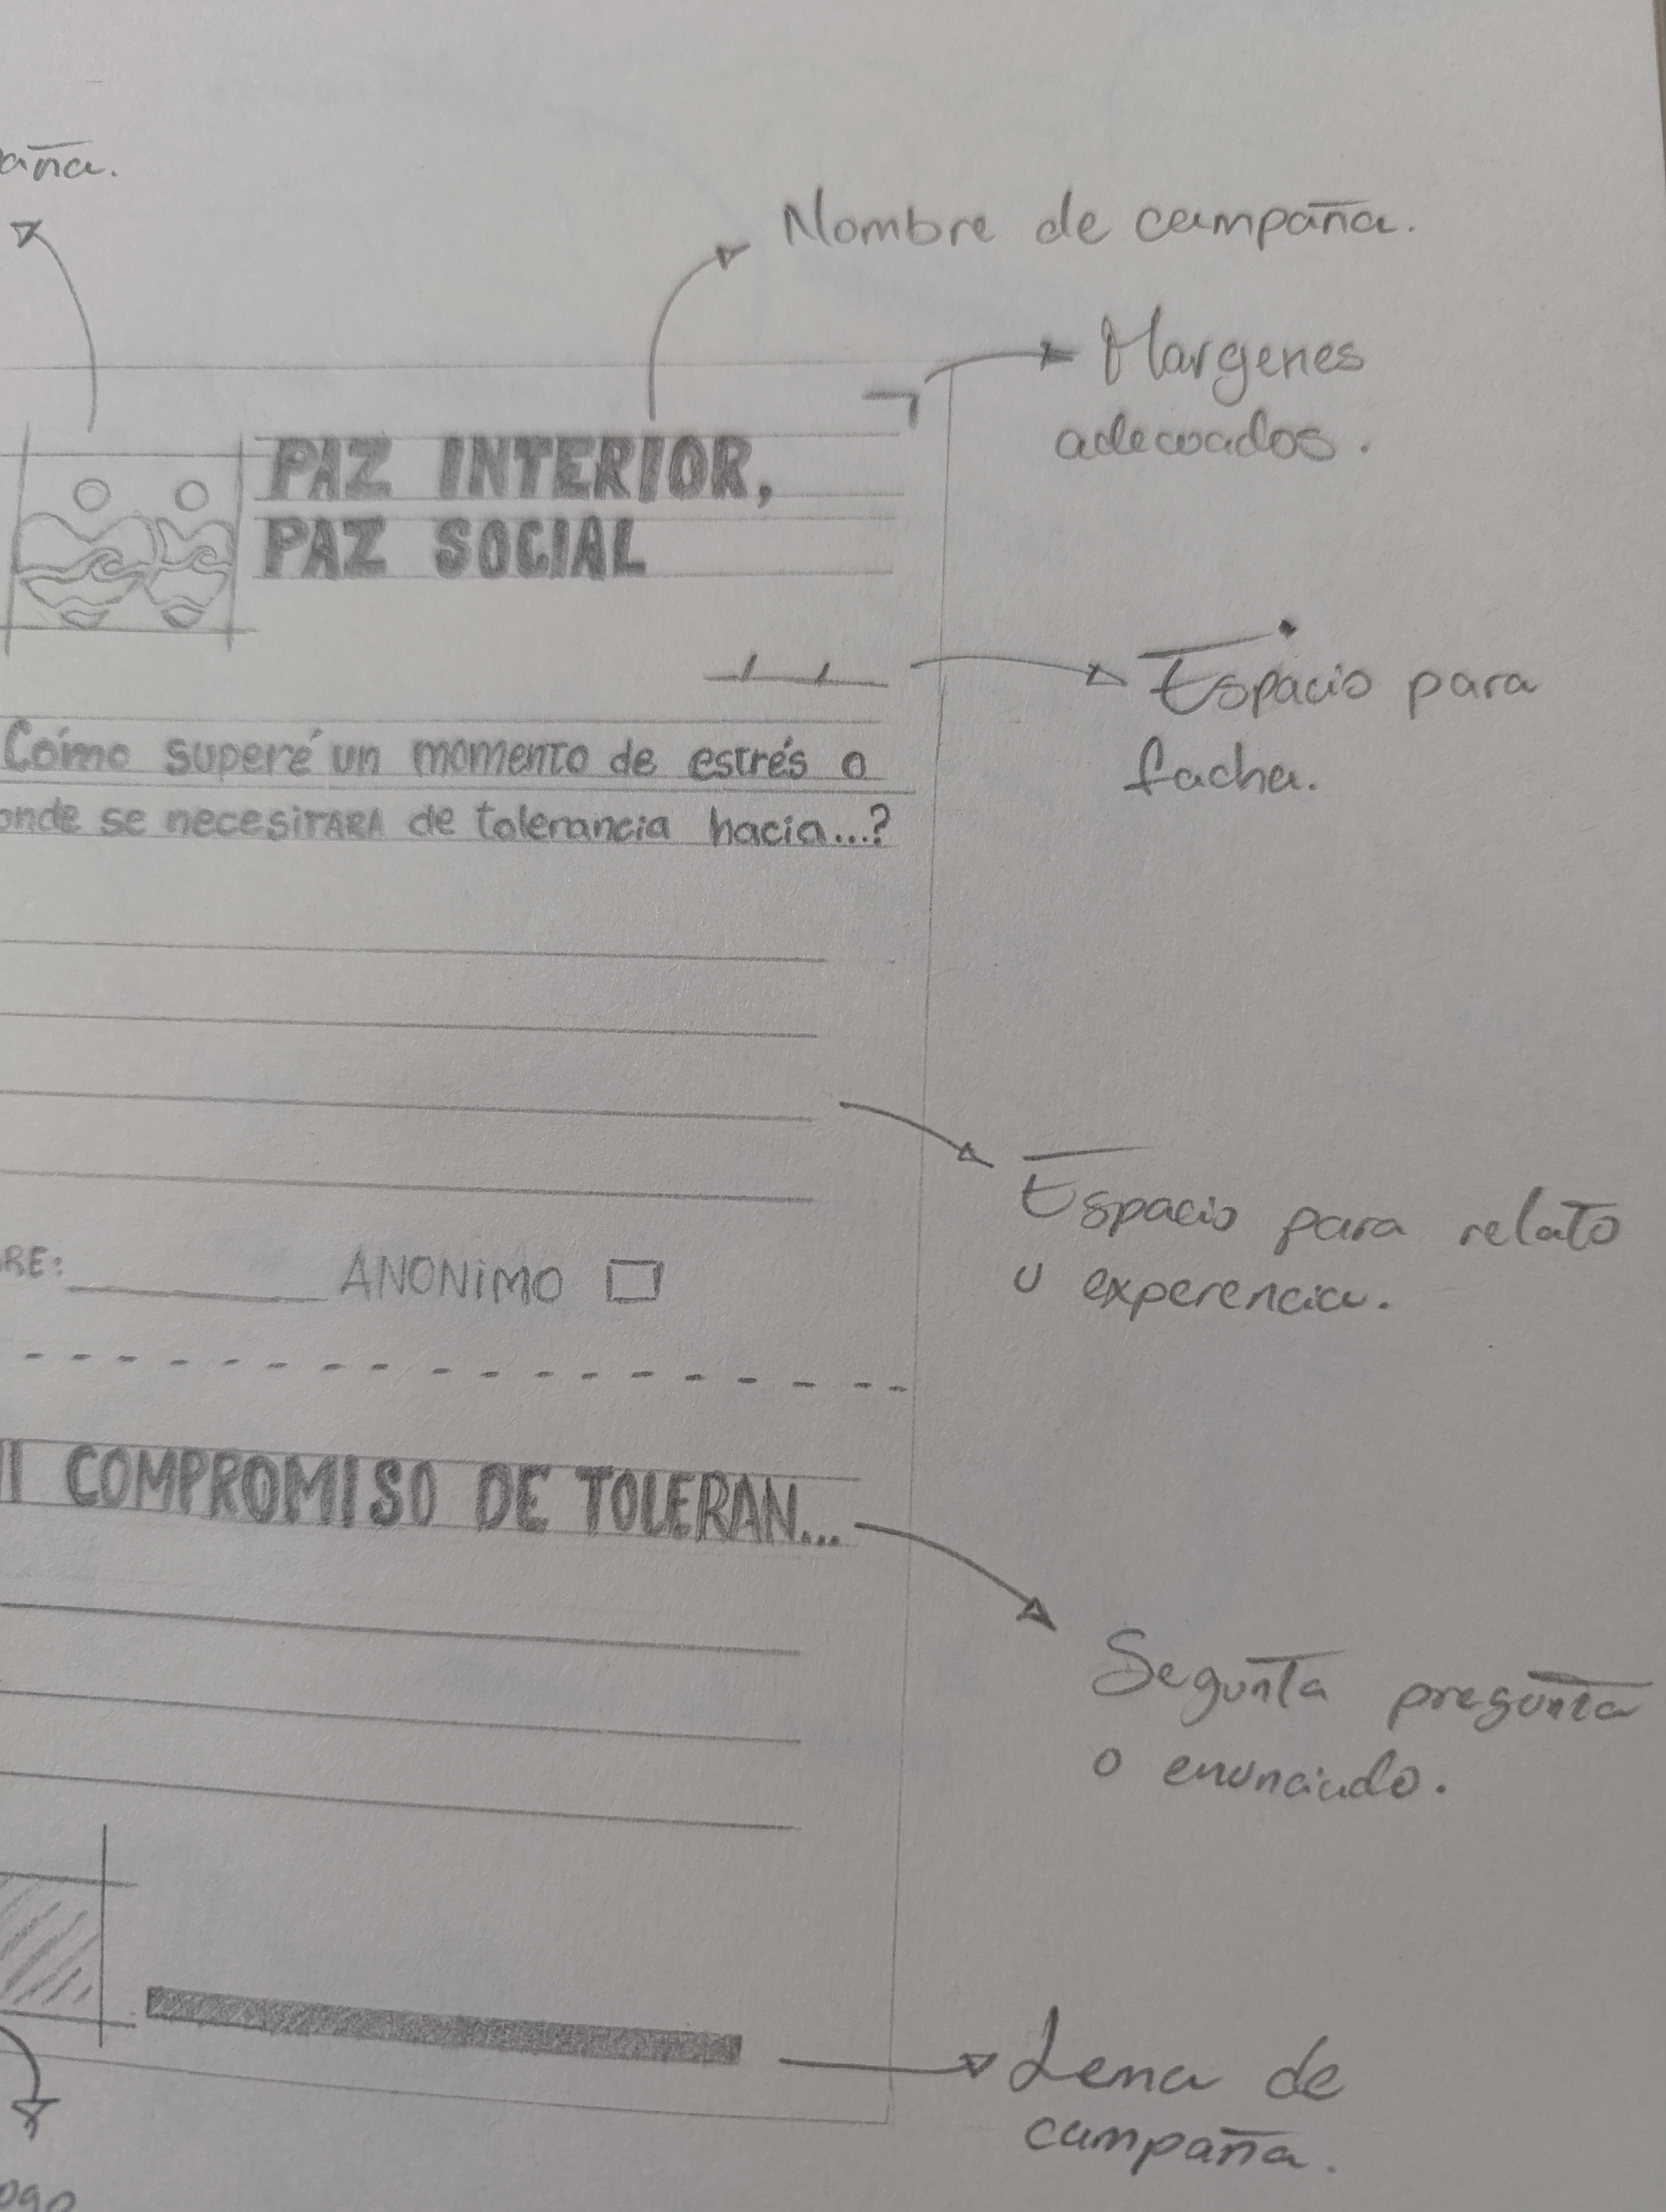 aña.
Nombre de campaña.
Margenes
adecuados.
PAZ INTERIOR,
PAZ SOCIAL
Espacio para
facha.
Cómo superé un momento de estrés o
onde se necesitARA de tolerancia hacia...?
Espacio para relato
u experencia.
RE: ANONiMO
I COMPROMISO DE TOLERAN...
Segunta pregunta
o enunciado.
Lema de
campaña.
ogo